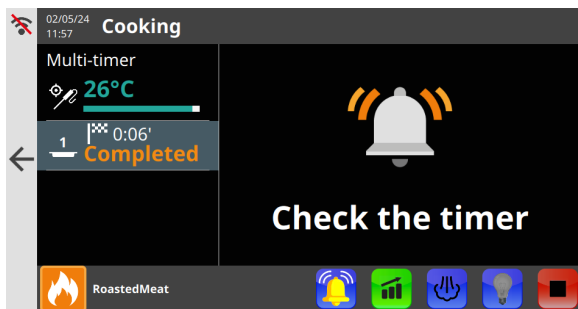 02/05/24
11:57
Cooking
Multi-timer
26°C
1
0:06'
Completed
Check the timer
RoastedMeat